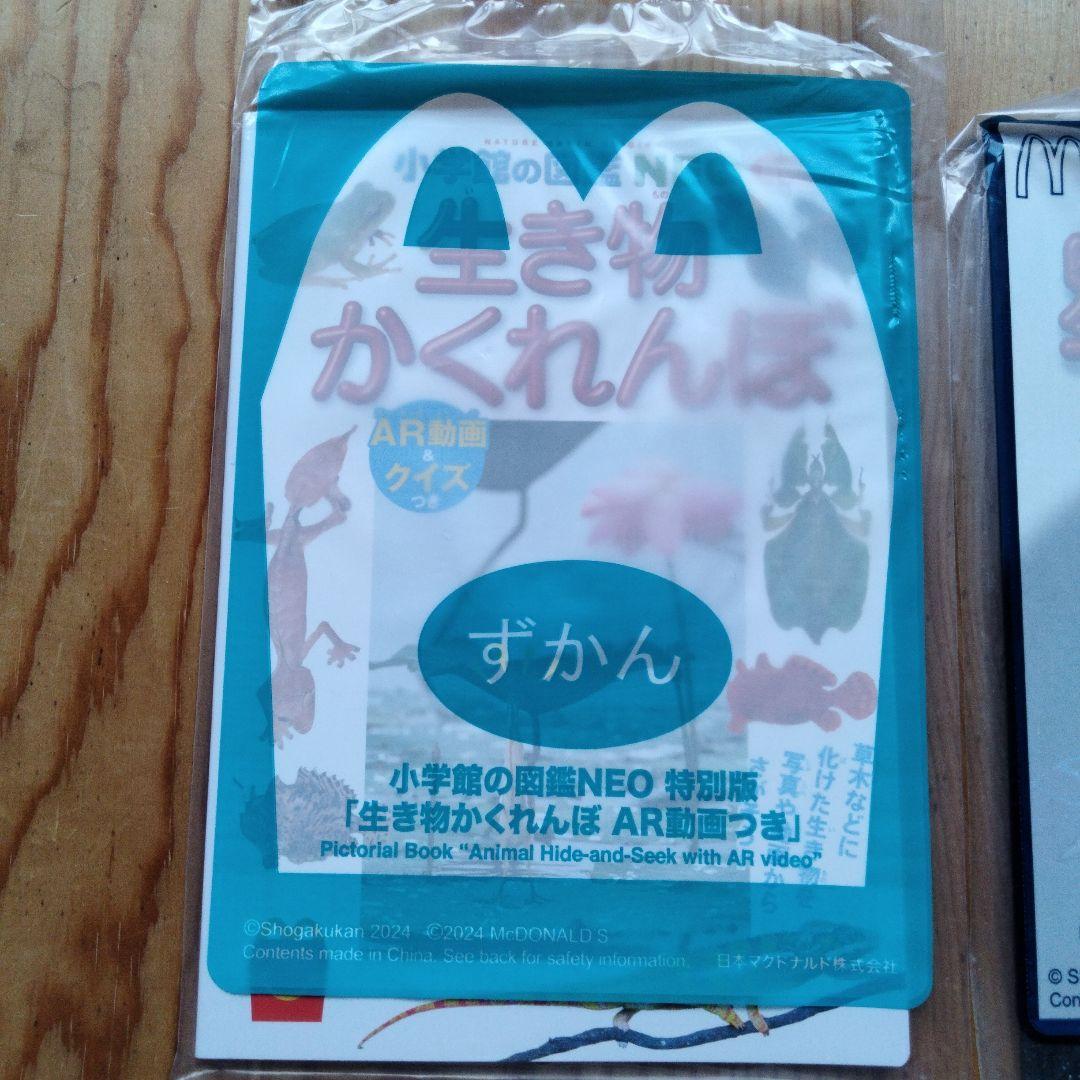 小学館の図鑑 NE
生き物
かくれんぼ
AR動画
&
クイズ
つき
ずかん
草木などに
化けた生き物を
写真や
から
小学館の図鑑NEO 特別版
「生き物かくれんぼ AR動画つき」
Pictorial Book “Animal Hide-and-Seek with AR video”
©Shogakukan 2024 ©2024 McDONALD'S
Contents made in China. See back for safety information. 日本マクドナルド株式会社
© S
Con